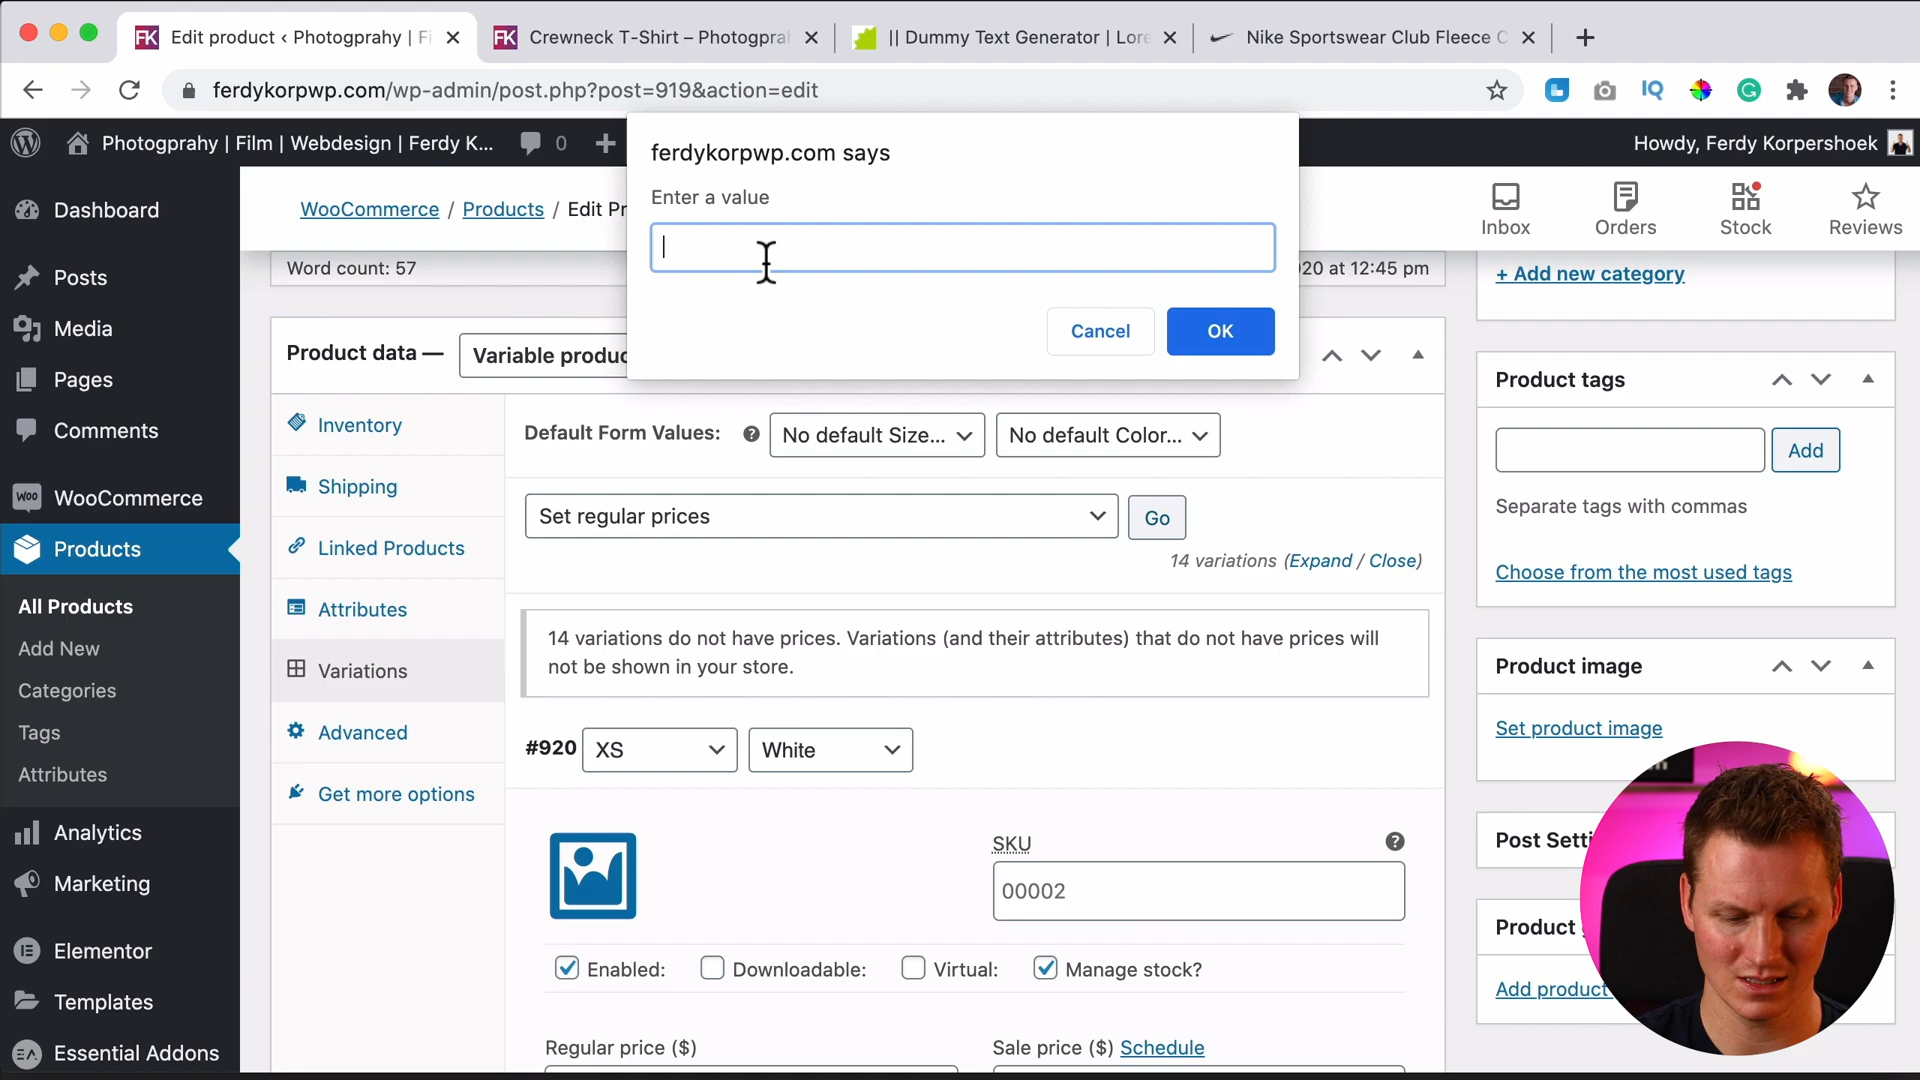 Edit product ‹ Photogprahy | Fi
Crewneck T-Shirt – Photogprah
|| Dummy Text Generator | Lore
Nike Sportswear Club Fleece C
ferdykorpwp.com/wp-admin/post.php?post=919&action=edit
Photogprahy | Film | Webdesign | Ferdy K...
0
Howdy, Ferdy Korpershoek
ferdykorpwp.com says
Enter a value
Cancel
OK
Dashboard
Posts
Media
Pages
Comments
WooCommerce
Products
All Products
Add New
Categories
Tags
Attributes
Analytics
Marketing
Elementor
Templates
Essential Addons
WooCommerce / Products / Edit Pr
Inbox
Orders
Stock
Reviews
Word count: 57
20 at 12:45 pm
Product data —
Variable produc
Inventory
Shipping
Linked Products
Attributes
Variations
Advanced
Get more options
Default Form Values:
No default Size...
No default Color...
Set regular prices
Go
14 variations (Expand / Close)
14 variations do not have prices. Variations (and their attributes) that do not have prices will
not be shown in your store.
#920
XS
White
SKU
00002
Enabled:
Downloadable:
Virtual:
Manage stock?
Regular price ($)
Sale price ($) Schedule
+ Add new category
Product tags
Add
Separate tags with commas
Choose from the most used tags
Product image
Set product image
Post Setti
Product
Add product